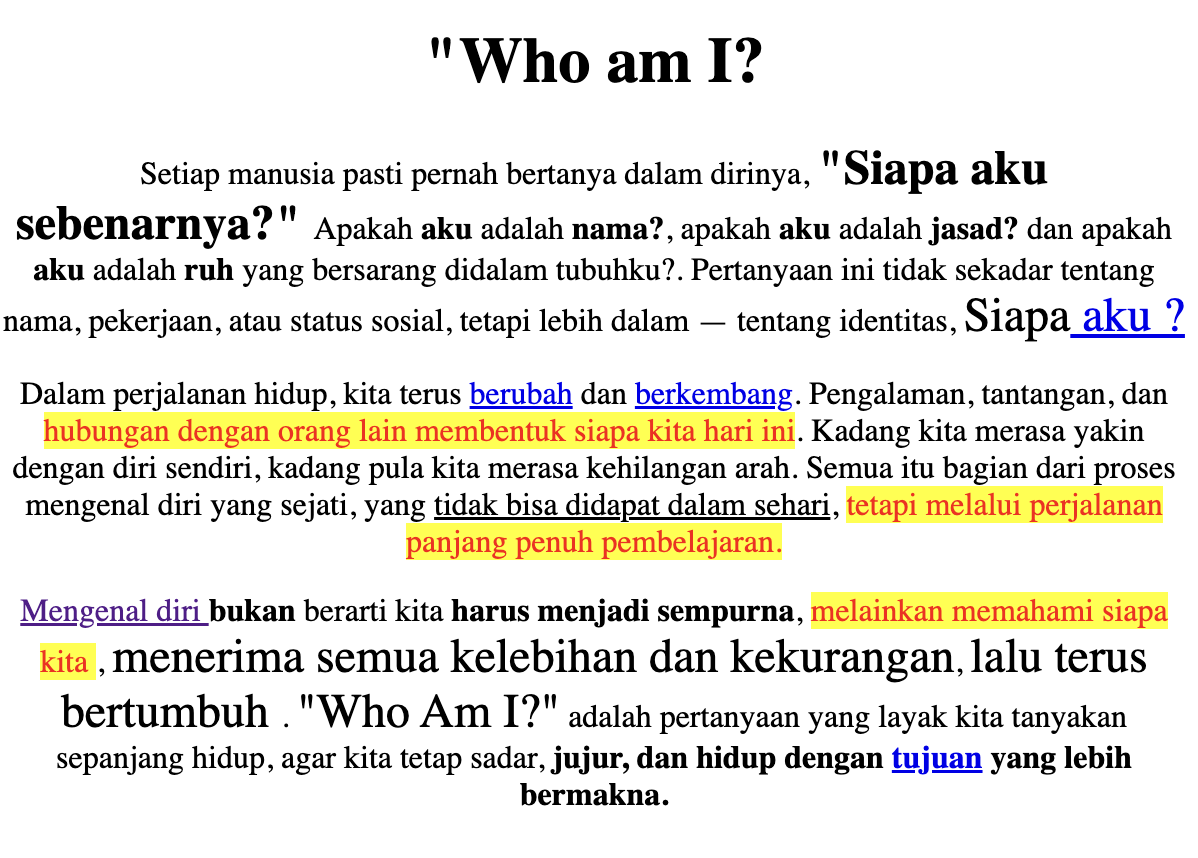 "Who am I?
Setiap manusia pasti pernah bertanya dalam dirinya, "Siapa aku
sebenarnya?" Apakah aku adalah nama?, apakah aku adalah jasad? dan apakah
aku adalah ruh yang bersarang didalam tubuhku?. Pertanyaan ini tidak sekadar tentang
nama, pekerjaan, atau status sosial, tetapi lebih dalam — tentang identitas, Siapa aku ?
Dalam perjalanan hidup, kita terus berubah dan berkembang. Pengalaman, tantangan, dan
hubungan dengan orang lain membentuk siapa kita hari ini. Kadang kita merasa yakin
dengan diri sendiri, kadang pula kita merasa kehilangan arah. Semua itu bagian dari proses
mengenal diri yang sejati, yang tidak bisa didapat dalam sehari, tetapi melalui perjalanan
panjang penuh pembelajaran.
Mengenal diri bukan berarti kita harus menjadi sempurna, melainkan memahami siapa
kita , menerima semua kelebihan dan kekurangan, lalu terus
bertumbuh . "Who Am I?" adalah pertanyaan yang layak kita tanyakan
sepanjang hidup, agar kita tetap sadar, jujur, dan hidup dengan tujuan yang lebih
bermakna.